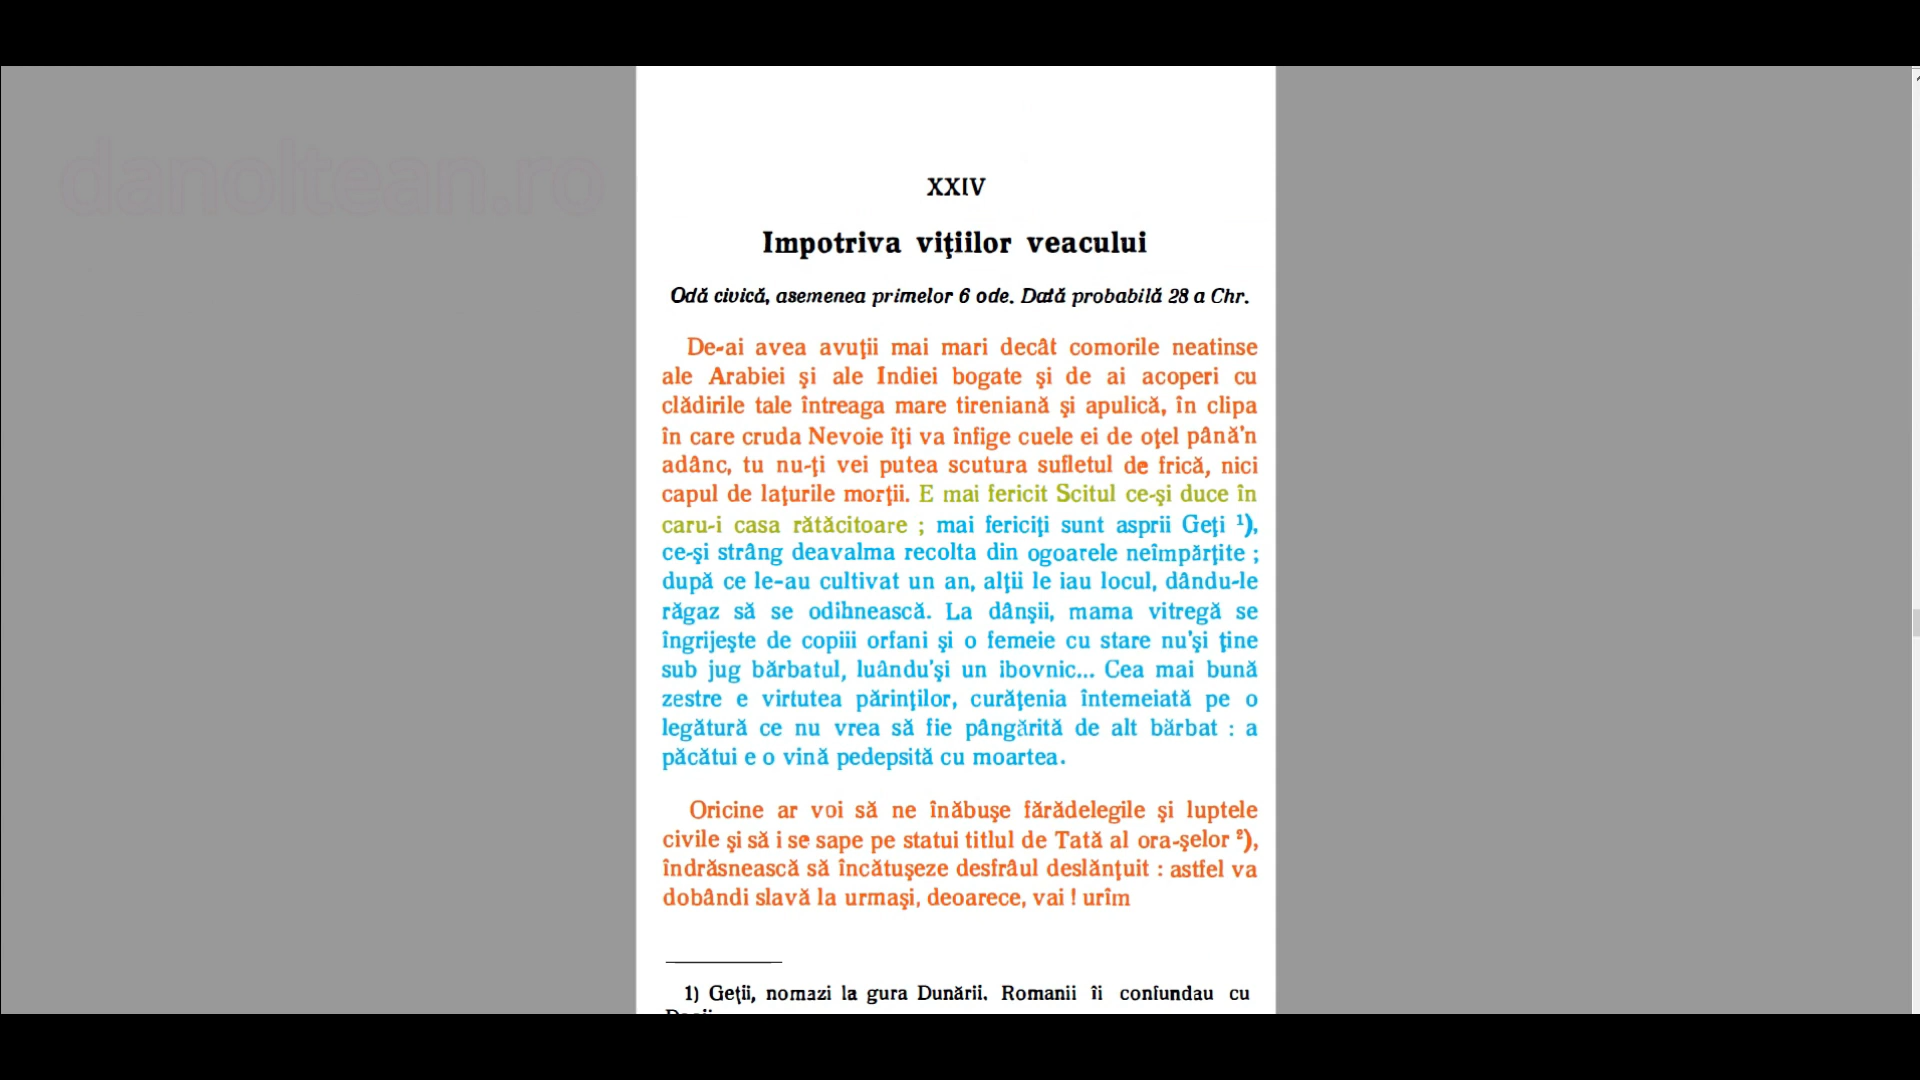 danoltean.ro
XXIV
Impotriva viţiilor veacului
Odă civică, asemenea primelor 6 ode. Dată probabilă 28 a Chr.
De-ai avea avuţii mai mari decât comorile neatinse
ale Arabiei şi ale Indiei bogate şi de ai acoperi cu
clădirile tale întreaga mare tireniană şi apulică, în clipa
în care cruda Nevoie îţi va înfige cuele ei de oţel până'n
adânc, tu nu-ţi vei putea scutura sufletul de frică, nici
capul de laţurile morţii. E mai fericit Scitul ce-şi duce în
caru-i casa rătăcitoare ; mai fericiţi sunt asprii Geţi ¹),
ce-şi strâng deavalma recolta din ogoarele neîmpărţite ;
după ce le-au cultivat un an, alţii le iau locul, dându-le
răgaz să se odihnească. La dânşii, mama vitregă se
îngrijeşte de copiii orfani şi o femeie cu stare nu'şi ţine
sub jug bărbatul, luându'şi un ibovnic... Cea mai bună
zestre e virtutea părinţilor, curăţenia întemeiată pe o
legătură ce nu vrea să fie pângărită de alt bărbat : a
păcătui e o vină pedepsită cu moartea.
Oricine ar voi să ne înăbuşe fărădelegile şi luptele
civile şi să i se sape pe statui titlul de Tată al ora-şelor ²),
îndrăsnească să încătuşeze desfrâul deslănţuit : astfel va
dobândi slavă la urmaşi, deoarece, vai ! urîm
1) Geţii, nomazi la gura Dunării. Romanii îi confundau cu